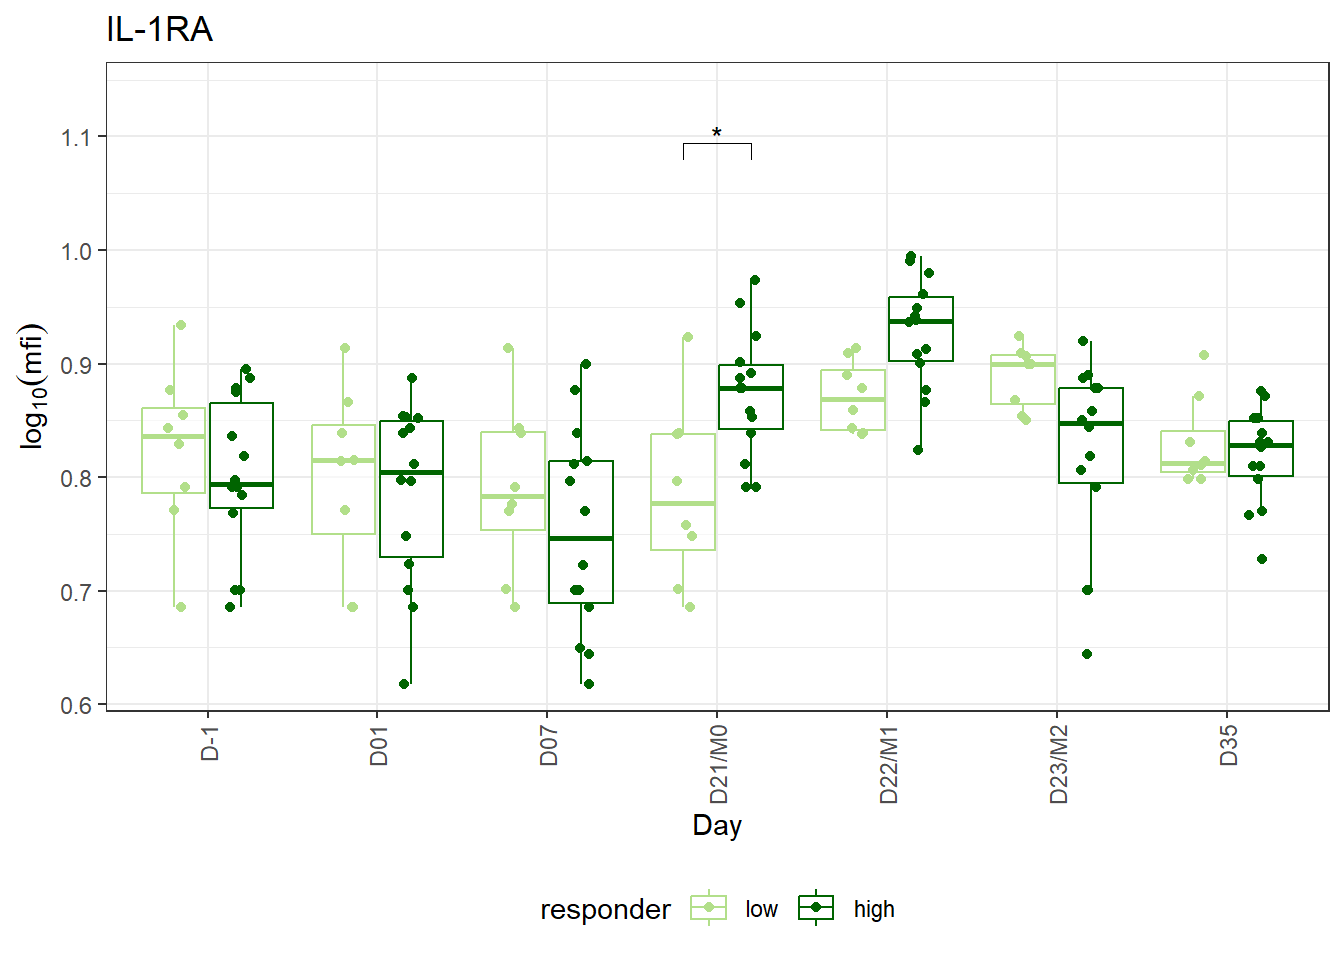 IL-1RA
1.1
1.0
0.9
0.8
0.7
0.6
log10(mfi)
*
D-1
D01
D07
D21/M0
D22/M1
D23/M2
D35
Day
responder low high